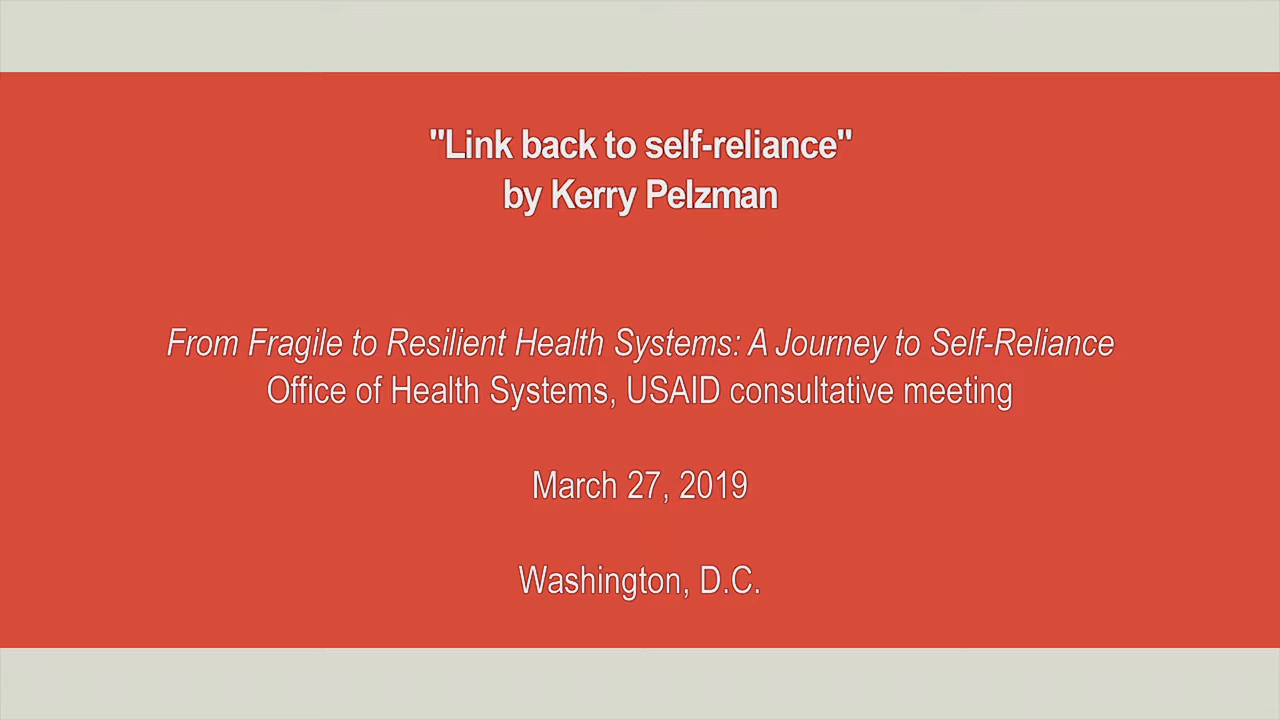 "Link back to self-reliance"
by Kerry Pelzman
From Fragile to Resilient Health Systems: A Journey to Self-Reliance
Office of Health Systems, USAID consultative meeting
March 27, 2019
Washington, D.C.